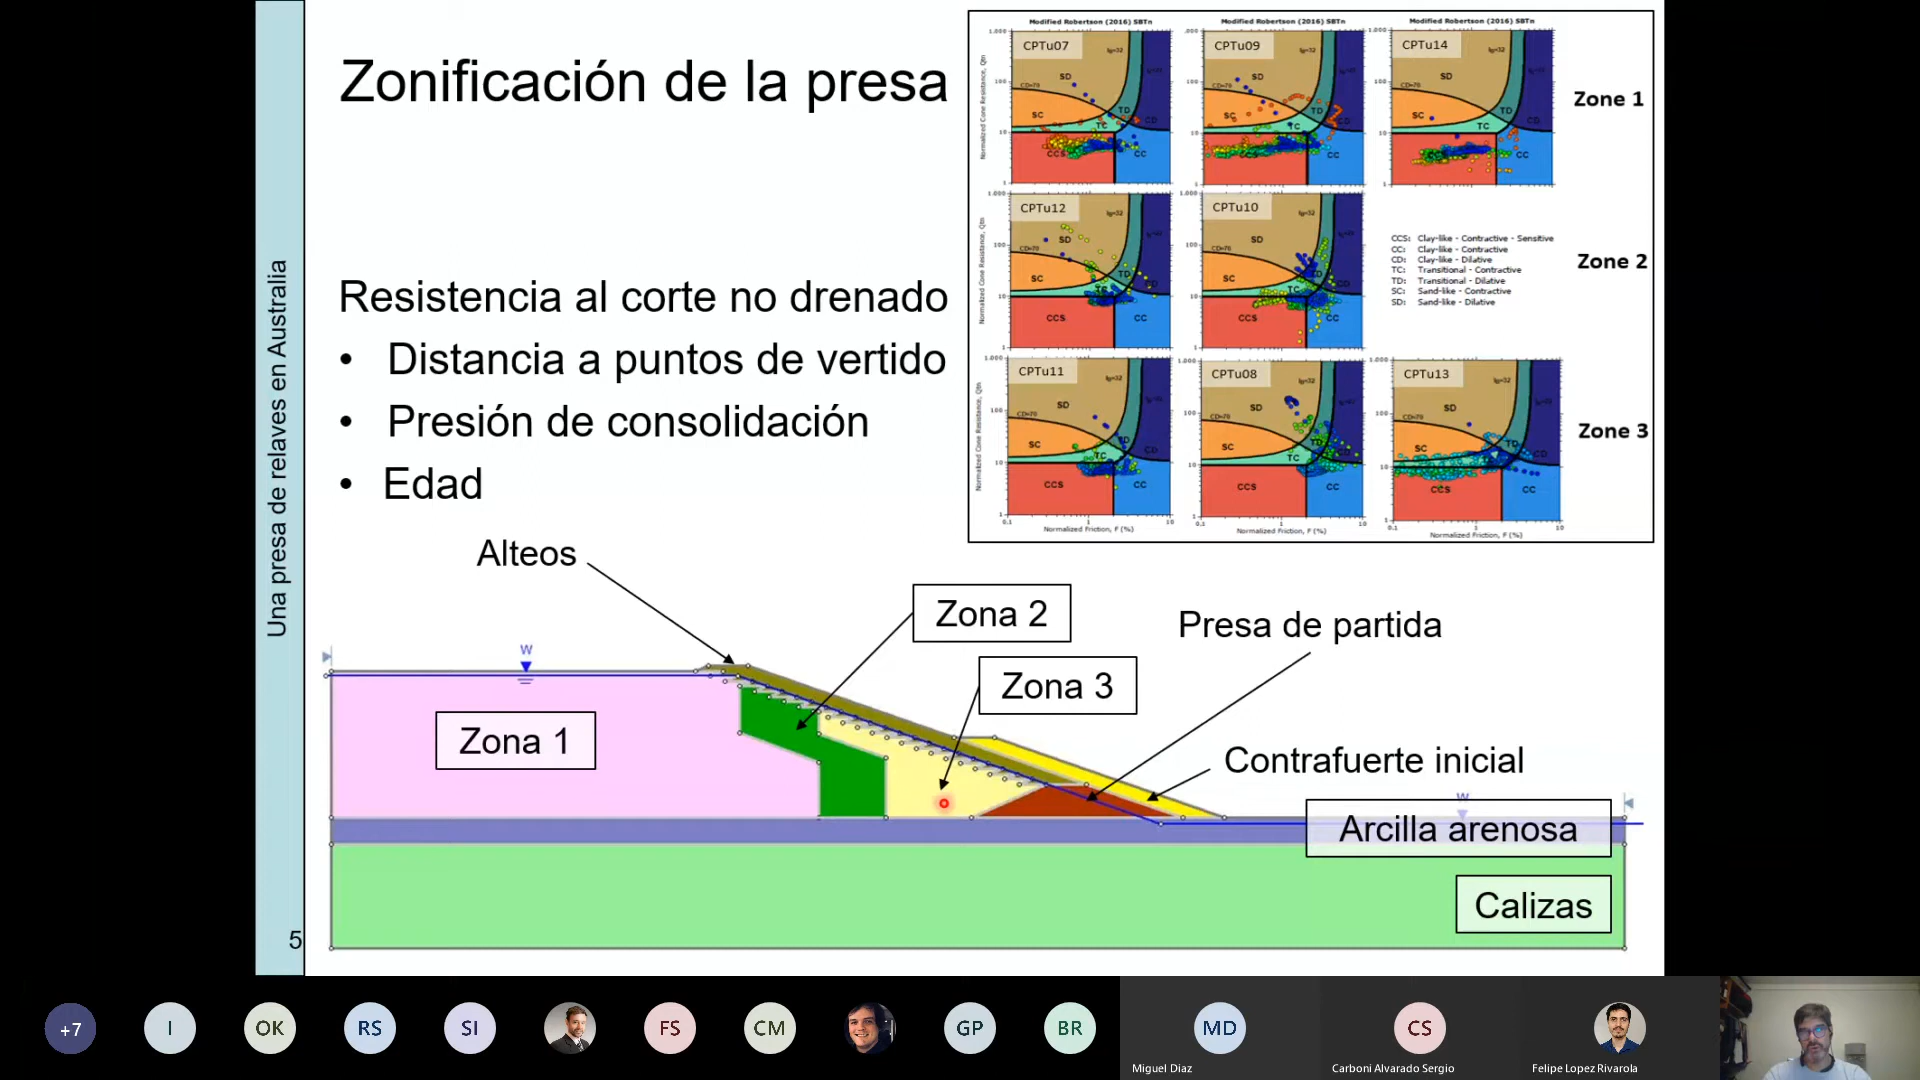 Una presa de relaves en Australia
5
Zonificación de la presa
Resistencia al corte no drenado
• Distancia a puntos de vertido
• Presión de consolidación
• Edad
Modified Robertson (2016) SBTn
Modified Robertson (2016) SBTn
Modified Robertson (2016) SBTn
CPTu07
CPTu09
CPTu14
Zone 1
CPTu12
CPTu10
Zone 2
CCS: Clay-like - Contractive - Sensitive
CC: Clay-like - Contractive
CD: Clay-like - Dilative
TC: Transitional - Contractive
TD: Transitional - Dilative
SC: Sand-like - Contractive
SD: Sand-like - Dilative
CPTu11
CPTu08
CPTu13
Zone 3
Normalized Cone Resistance, Qtn
Normalized Friction, F (%)
Normalized Friction, F (%)
Normalized Friction, F (%)
Alteos
Zona 2
Presa de partida
Zona 3
W
Zona 1
Contrafuerte inicial
W
Arcilla arenosa
Calizas
+7
I
OK
RS
SI
FS
CM
GP
BR
MD
CS
Miguel Diaz
Carboni Alvarado Sergio
Felipe Lopez Rivarola